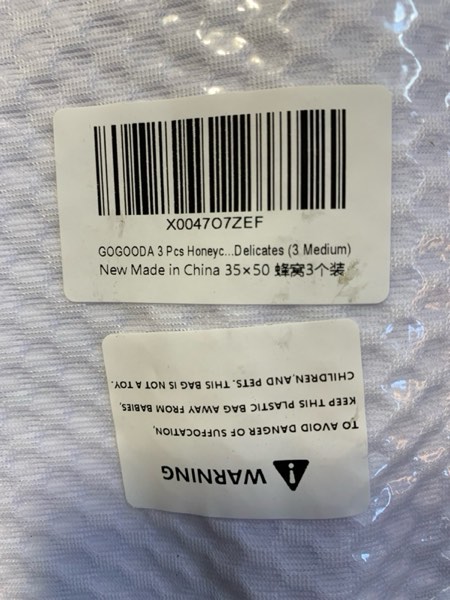 X0047O7ZEF
GOGOODA 3 Pcs Honeyc...Delicates (3 Medium)
New Made in China 35×50 蜂窝3个装
WARNING
TO AVOID DANGER OF SUFFOCATION,
KEEP THIS PLASTIC BAG AWAY FROM BABIES,
CHILDREN,AND PETS. THIS BAG IS NOT A TOY.